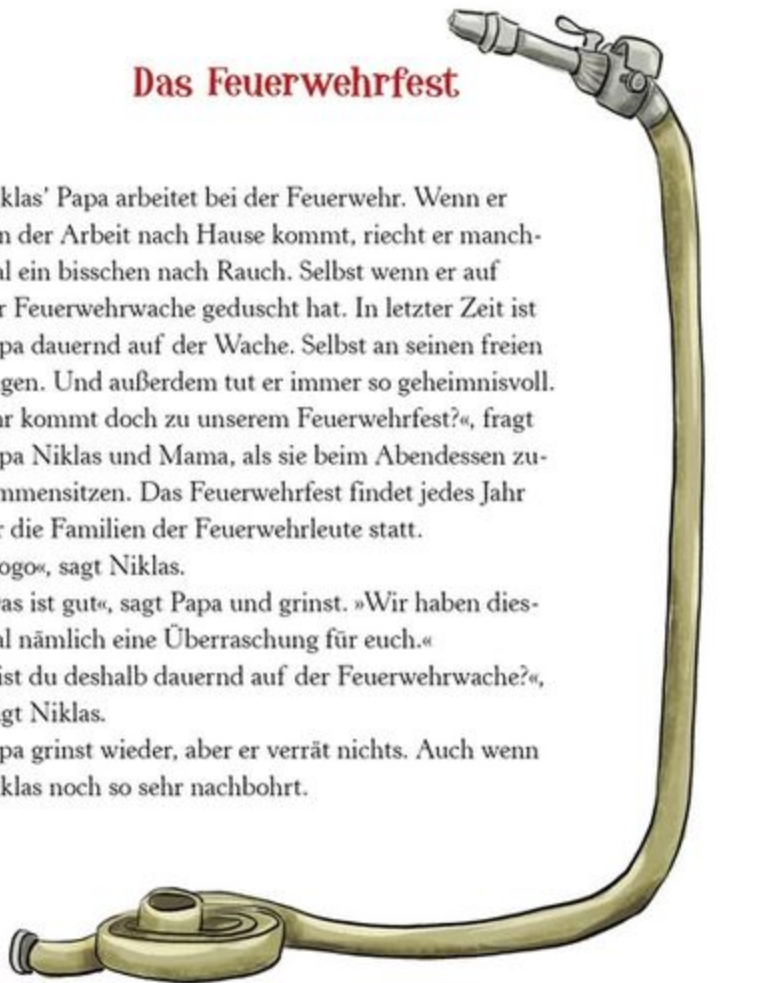 Das Feuerwehrfest
klas’ Papa arbeitet bei der Feuerwehr. Wenn er
n der Arbeit nach Hause kommt, riecht er manch-
al ein bisschen nach Rauch. Selbst wenn er auf
r Feuerwehrwache geduscht hat. In letzter Zeit ist
pa dauernd auf der Wache. Selbst an seinen freien
gen. Und außerdem tut er immer so geheimnisvoll.
hr kommt doch zu unserem Feuerwehrfest?«, fragt
pa Niklas und Mama, als sie beim Abendessen zu-
mmensitzen. Das Feuerwehrfest findet jedes Jahr
r die Familien der Feuerwehrleute statt.
ogo«, sagt Niklas.
as ist gut«, sagt Papa und grinst. »Wir haben dies-
al nämlich eine Überraschung für euch.«
ist du deshalb dauernd auf der Feuerwehrwache?«,
gt Niklas.
pa grinst wieder, aber er verrät nichts. Auch wenn
klas noch so sehr nachbohrt.